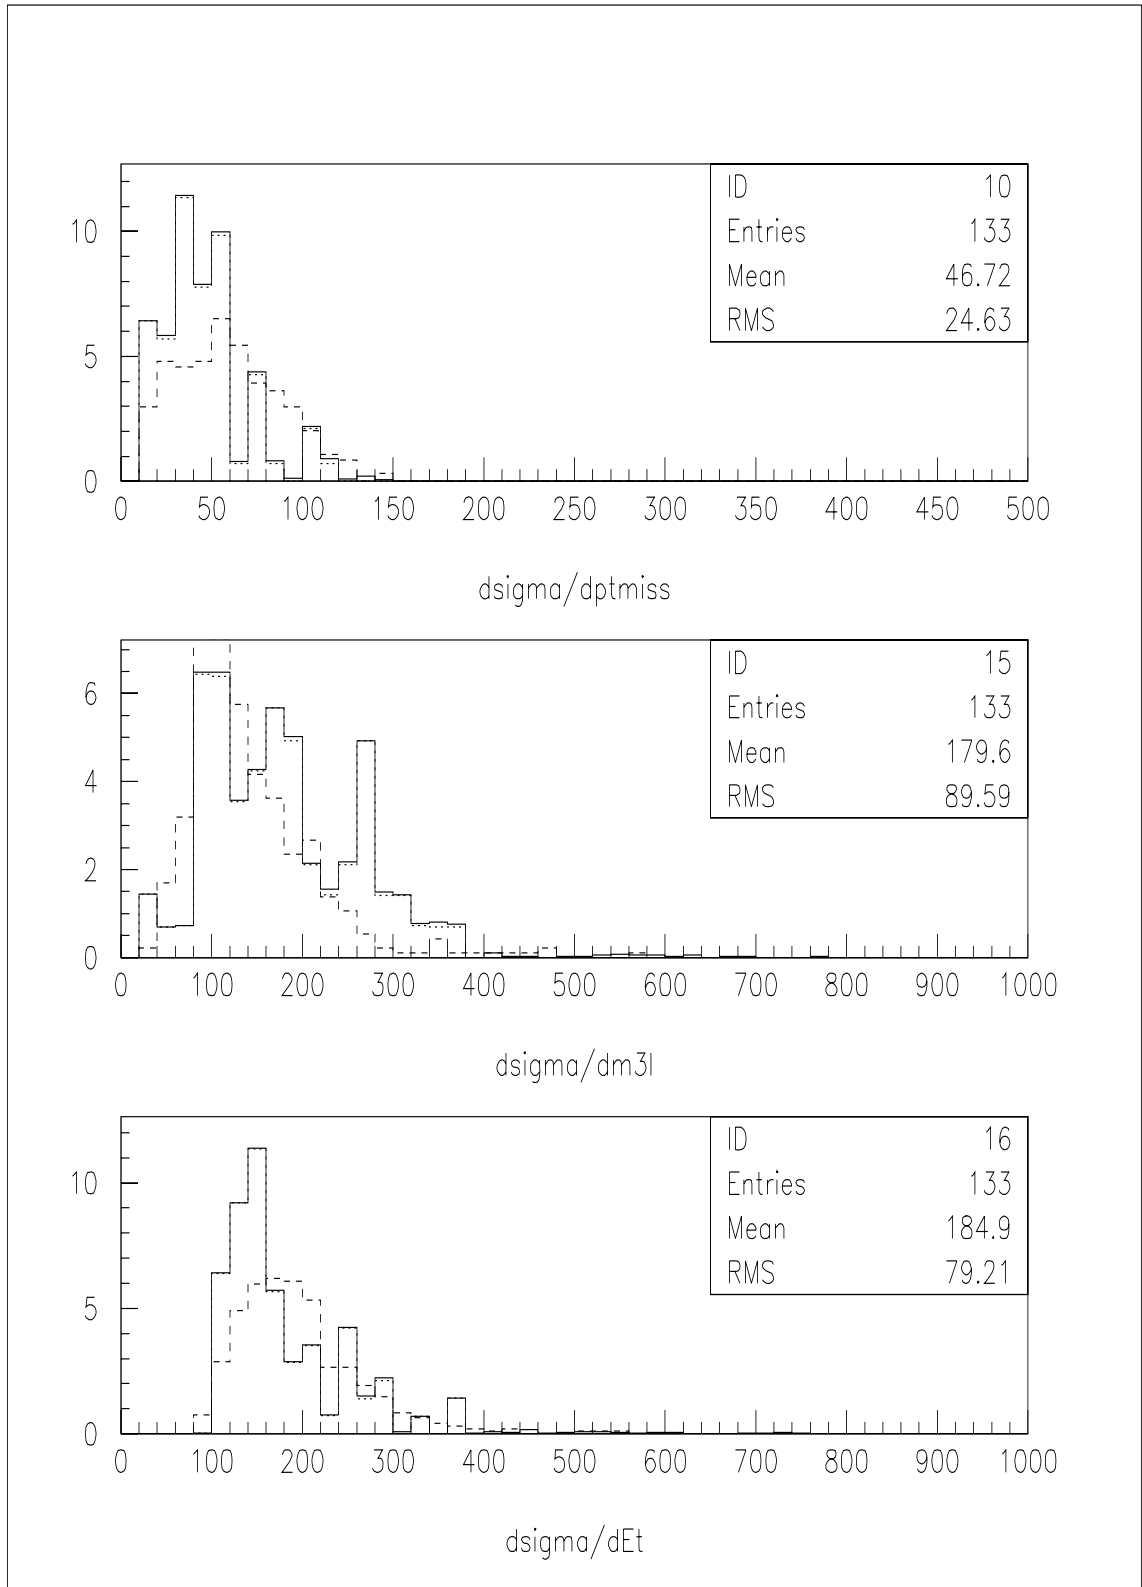 ID 10
Entries 133
Mean 46.72
RMS 24.63
10
5
0
0 50 100 150 200 250 300 350 400 450 500
dsigma/dptmiss
ID 15
Entries 133
Mean 179.6
RMS 89.59
6
4
2
0
0 100 200 300 400 500 600 700 800 900 1000
dsigma/dm3l
ID 16
Entries 133
Mean 184.9
RMS 79.21
10
5
0
0 100 200 300 400 500 600 700 800 900 1000
dsigma/dEt